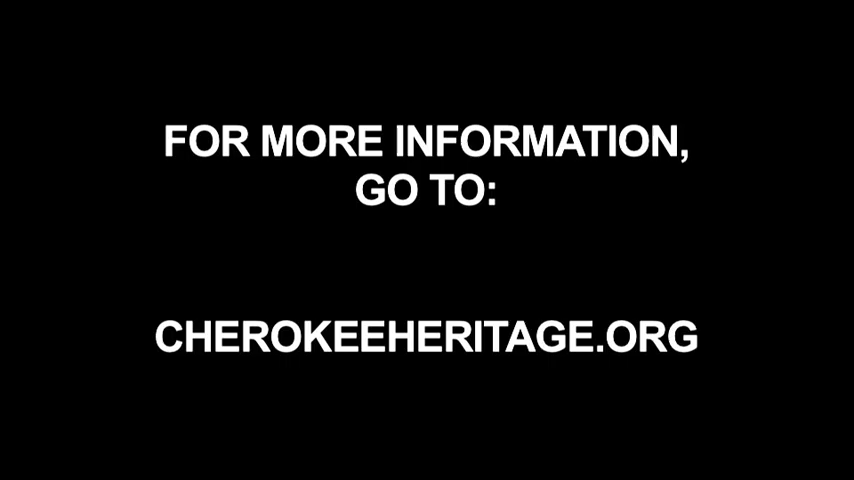 FOR MORE INFORMATION,
GO TO:
CHEROKEEHERITAGE.ORG